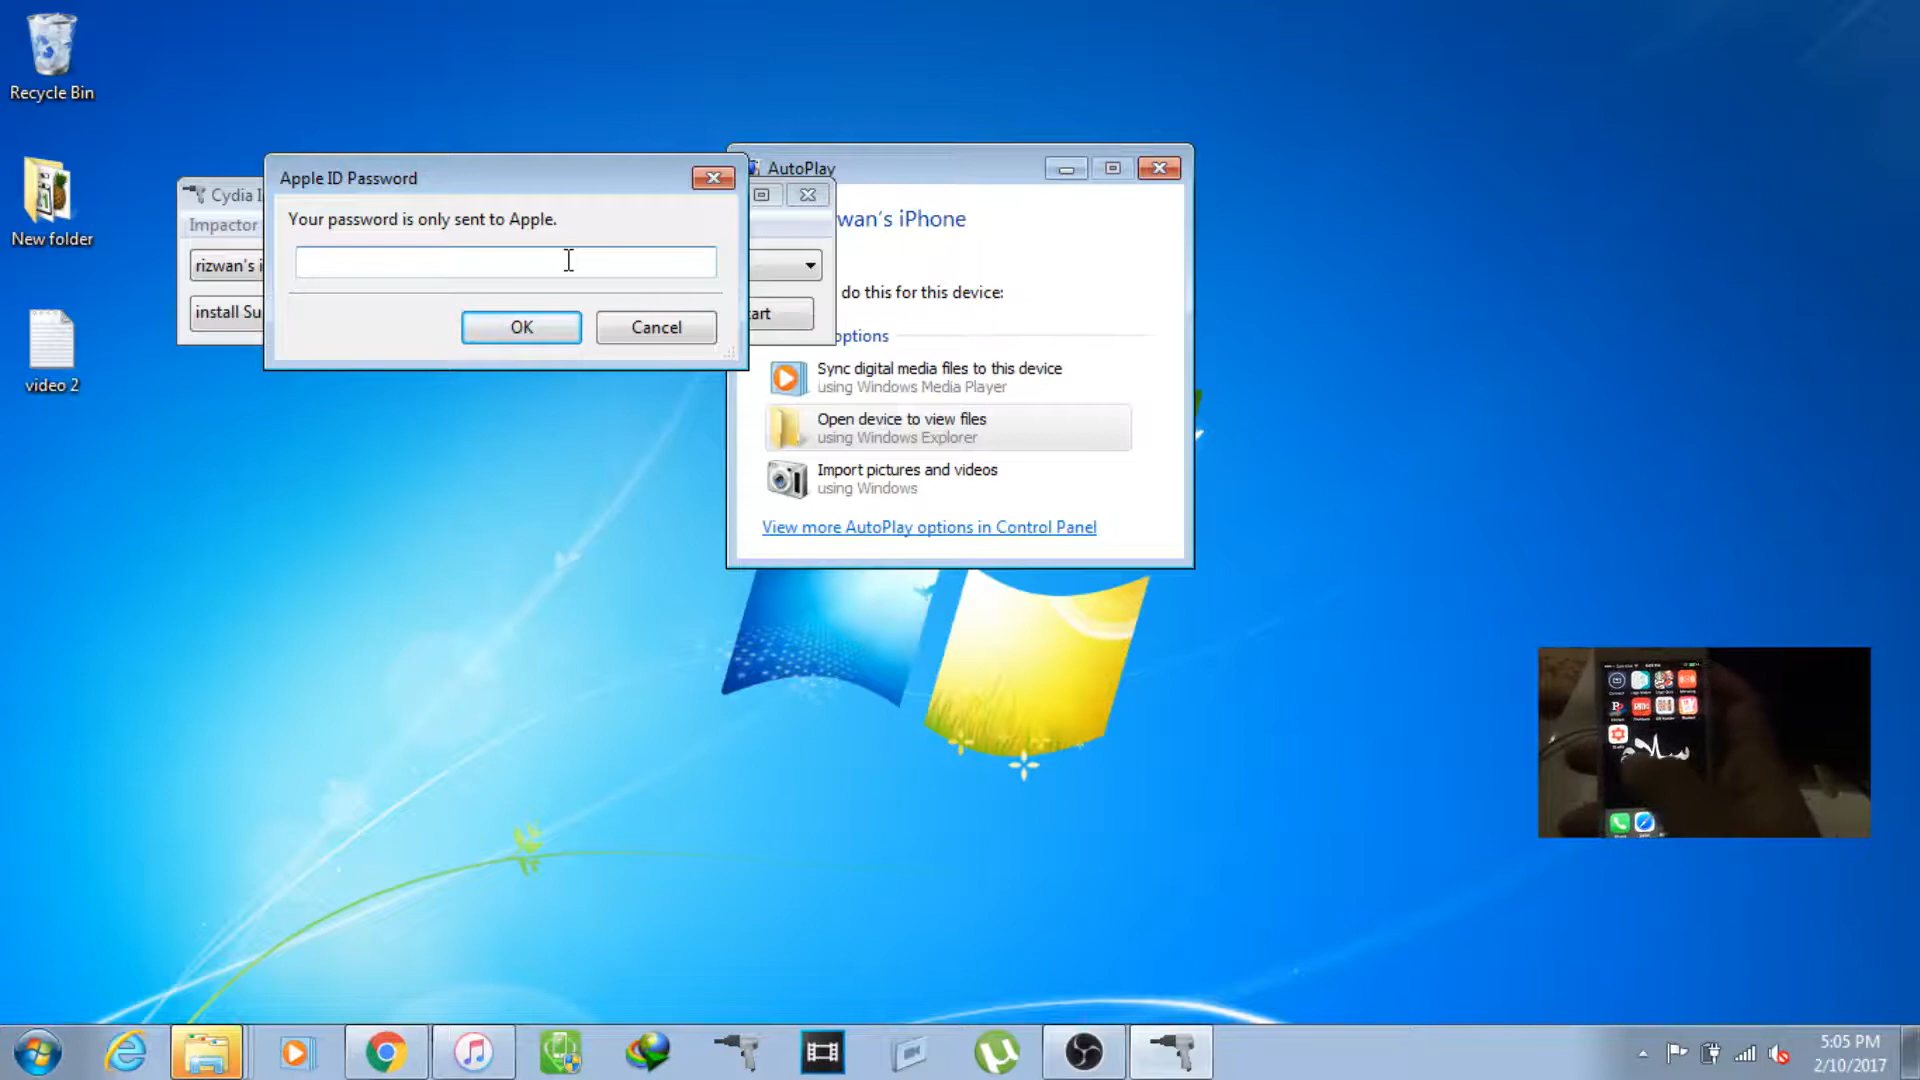 Recycle Bin
New folder
video 2
Cydia I
Impactor
rizwan's i
install Su
art
Apple ID Password
Your password is only sent to Apple.
OK
Cancel
AutoPlay
wan's iPhone
do this for this device:
options
Sync digital media files to this device
using Windows Media Player
Open device to view files
using Windows Explorer
Import pictures and videos
using Windows
View more AutoPlay options in Control Panel
سلام
5:05 PM
2/10/2017